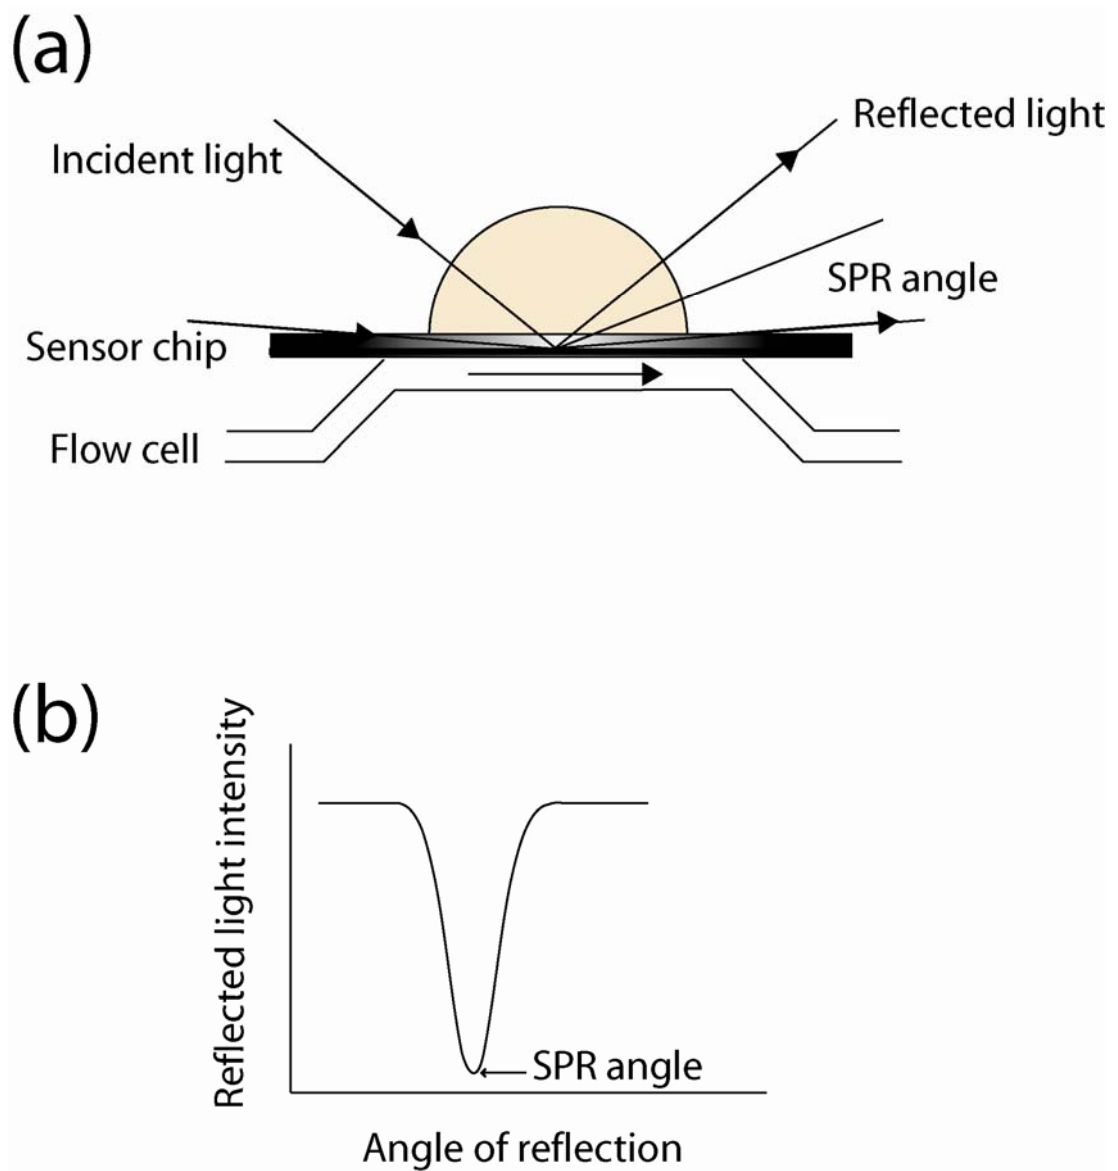 (a)
Incident light
Reflected light
SPR angle
Sensor chip
Flow cell
(b)
Reflected light intensity
SPR angle
Angle of reflection